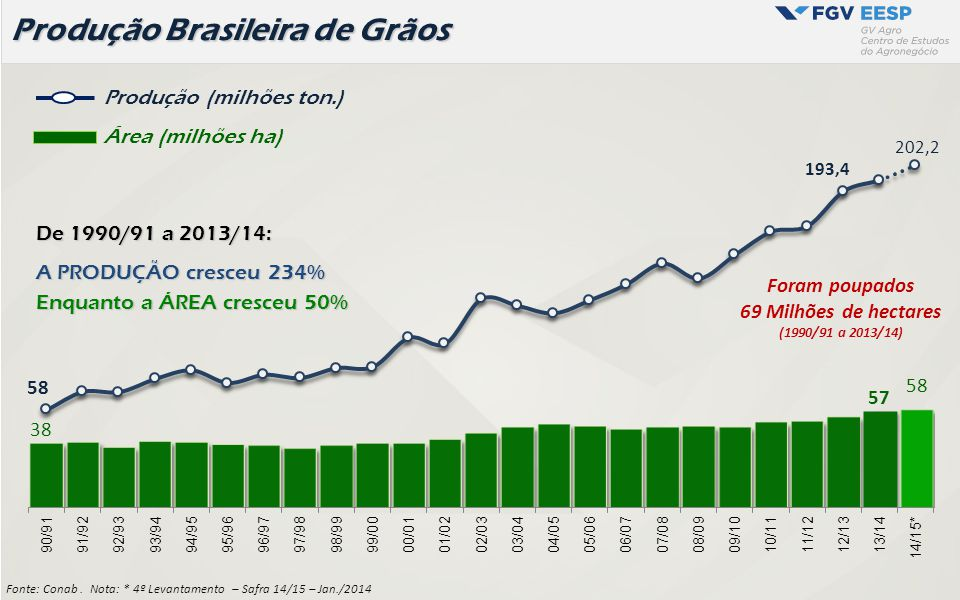 Produção Brasileira de Grãos
FGV EESP
GV Agro
Centro de Estudos
do Agronegócio
Produção (milhões ton.)
Área (milhões ha)
202,2
193,4
De 1990/91 a 2013/14:
A PRODUÇÃO cresceu 234%
Enquanto a ÁREA cresceu 50%
Foram poupados
69 Milhões de hectares
(1990/91 a 2013/14)
58
38
57
58
90/91
91/92
92/93
93/94
94/95
95/96
96/97
97/98
98/99
99/00
00/01
01/02
02/03
03/04
04/05
05/06
06/07
07/08
08/09
09/10
10/11
11/12
12/13
13/14
14/15*
Fonte: Conab . Nota: * 4º Levantamento – Safra 14/15 – Jan./2014